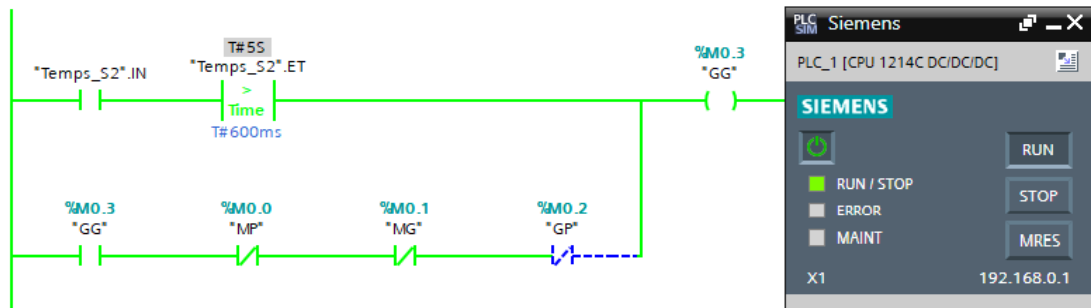 PLC SIM Siemens
T#5S
"Temps_S2".IN
"Temps_S2".ET
>
Time
T#600ms
%M0.3
"GG"
PLC_1 [CPU 1214C DC/DC/DC]
SIEMENS
RUN
RUN / STOP
STOP
ERROR
MAINT
MRES
X1 192.168.0.1
%M0.3 %M0.0 %M0.1 %M0.2
"GG" "MP" "MG" "GP"